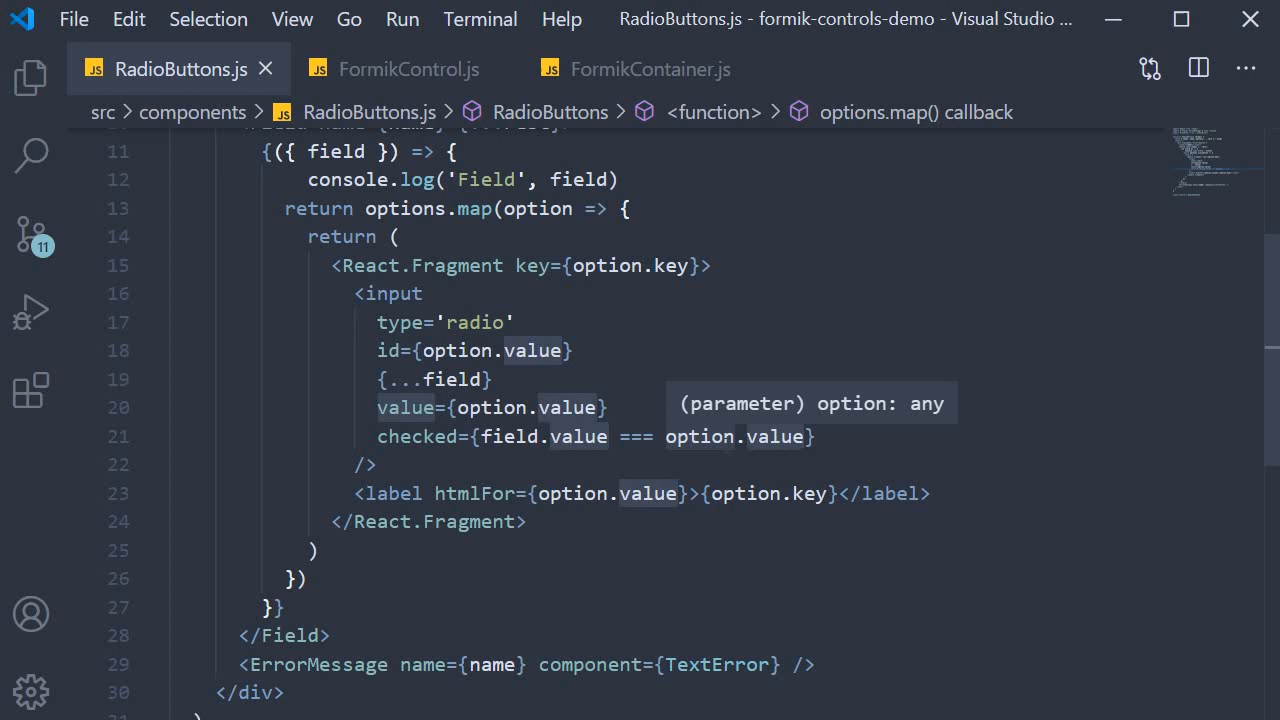 File Edit Selection View Go Run Terminal Help RadioButtons.js - formik-controls-demo - Visual Studio ...
JS RadioButtons.js JS FormikControl.js JS FormikContainer.js
src > components > JS RadioButtons.js > RadioButtons > <function> > options.map() callback
11 {({ field }) => {
12 console.log('Field', field)
13 return options.map(option => {
14 return (
15 <React.Fragment key={option.key}>
16 <input
17 type='radio'
18 id={option.value}
19 {...field}
20 value={option.value}
(parameter) option: any
21 checked={field.value === option.value}
22 />
23 <label htmlFor={option.value}>{option.key}</label>
24 </React.Fragment>
25 )
26 })
27 }}
28 </Field>
29 <ErrorMessage name={name} component={TextError} />
30 </div>
11